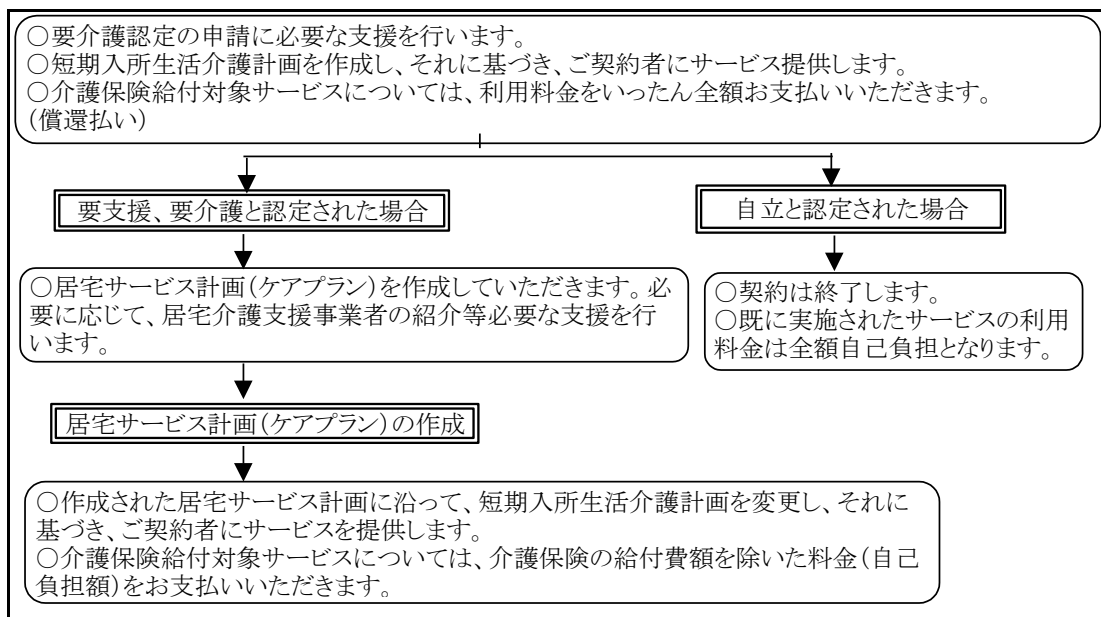 ○要介護認定の申請に必要な支援を行います。
○短期入所生活介護計画を作成し、それに基づき、ご契約者にサービス提供します。
○介護保険給付対象サービスについては、利用料金をいったん全額お支払いいただきます。
(償還払い)
要支援、要介護と認定された場合
自立と認定された場合
○居宅サービス計画(ケアプラン)を作成していただきます。必
要に応じて、居宅介護支援事業者の紹介等必要な支援を行
います。
○契約は終了します。
○既に実施されたサービスの利用
料金は全額自己負担となります。
居宅サービス計画(ケアプラン)の作成
○作成された居宅サービス計画に沿って、短期入所生活介護計画を変更し、それに
基づき、ご契約者にサービスを提供します。
○介護保険給付対象サービスについては、介護保険の給付費額を除いた料金(自己
負担額)をお支払いいただきます。